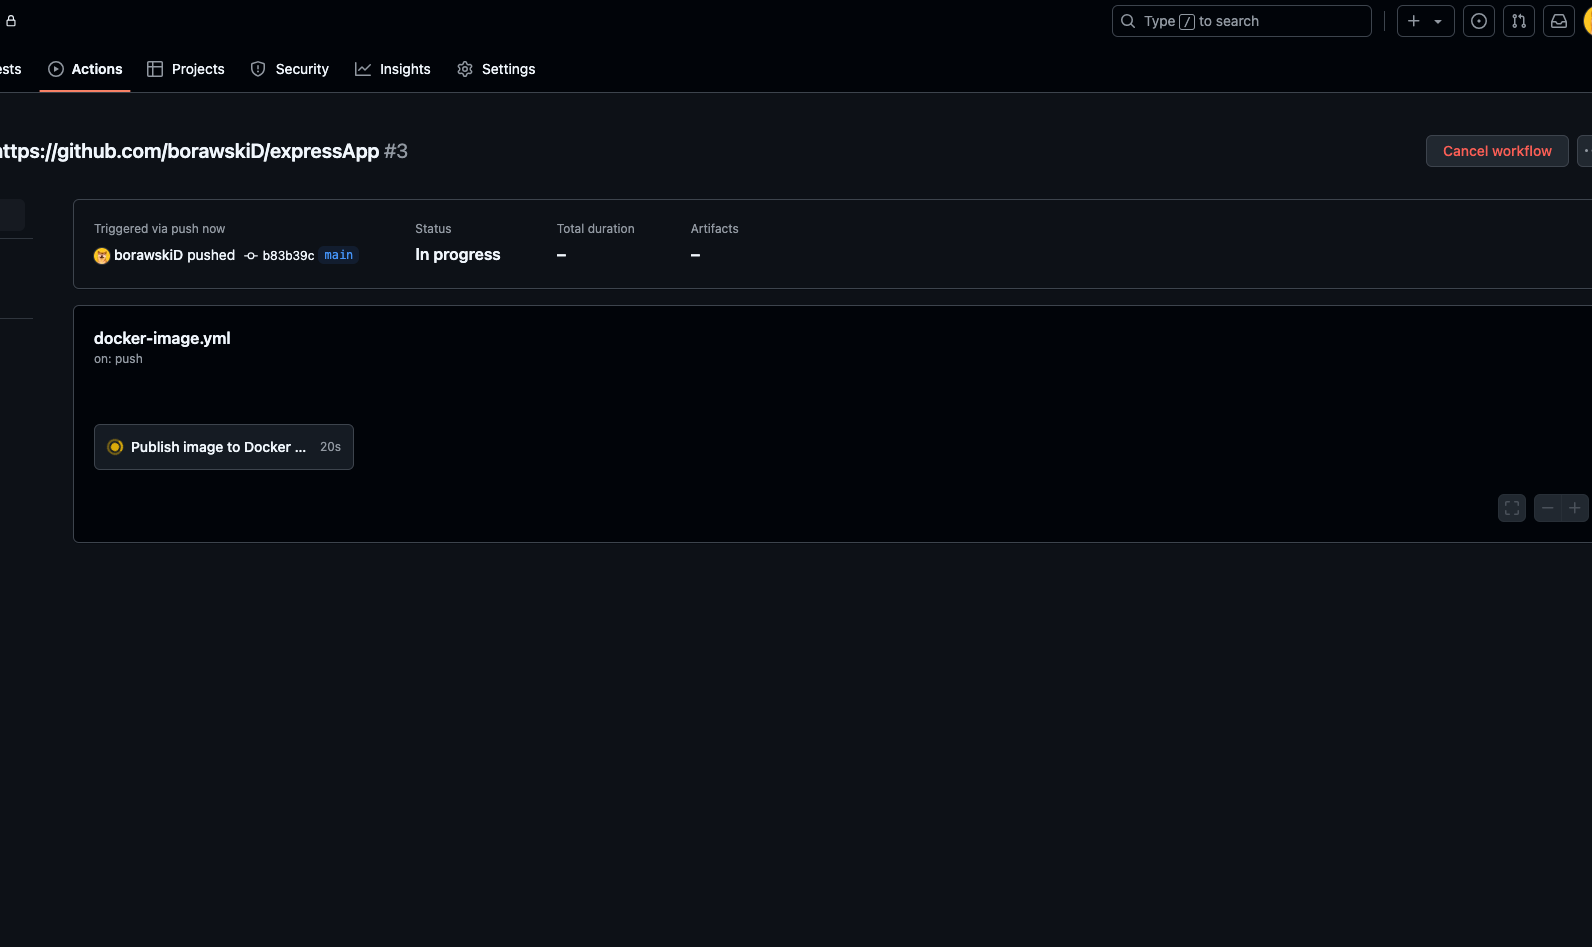 Type / to search
ests Actions Projects Security Insights Settings
ttps://github.com/borawskiD/expressApp #3
Cancel workflow
Triggered via push now
borawskiD pushed b83b39c main
Status
In progress
Total duration
–
Artifacts
–
docker-image.yml
on: push
Publish image to Docker ... 20s